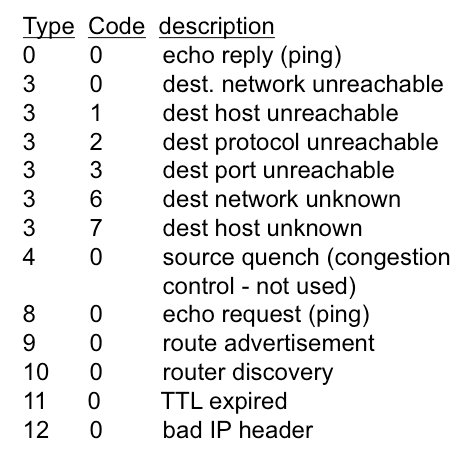 Type Code description
0 0 echo reply (ping)
3 0 dest. network unreachable
3 1 dest host unreachable
3 2 dest protocol unreachable
3 3 dest port unreachable
3 6 dest network unknown
3 7 dest host unknown
4 0 source quench (congestion
control - not used)
8 0 echo request (ping)
9 0 route advertisement
10 0 router discovery
11 0 TTL expired
12 0 bad IP header